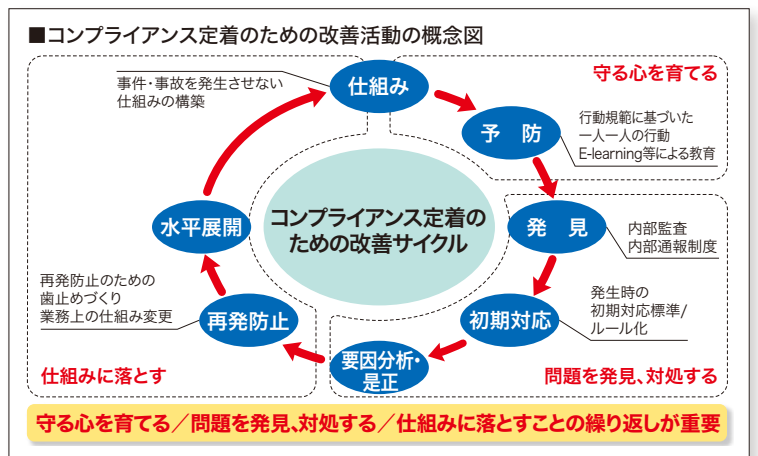 ■コンプライアンス定着のための改善活動の概念図
守る心を育てる
事件・事故を発生させない
仕組みの構築
仕組み
予 防
行動規範に基づいた
一人一人の行動
E-learning等による教育
コンプライアンス定着の
ための改善サイクル
水平展開
発 見
内部監査
内部通報制度
再発防止のための
歯止めづくり
業務上の仕組み変更
再発防止
初期対応
発生時の
初期対応標準/
ルール化
要因分析・
是正
仕組みに落とす
問題を発見、対処する
守る心を育てる／問題を発見、対処する／仕組みに落とすことの繰り返しが重要